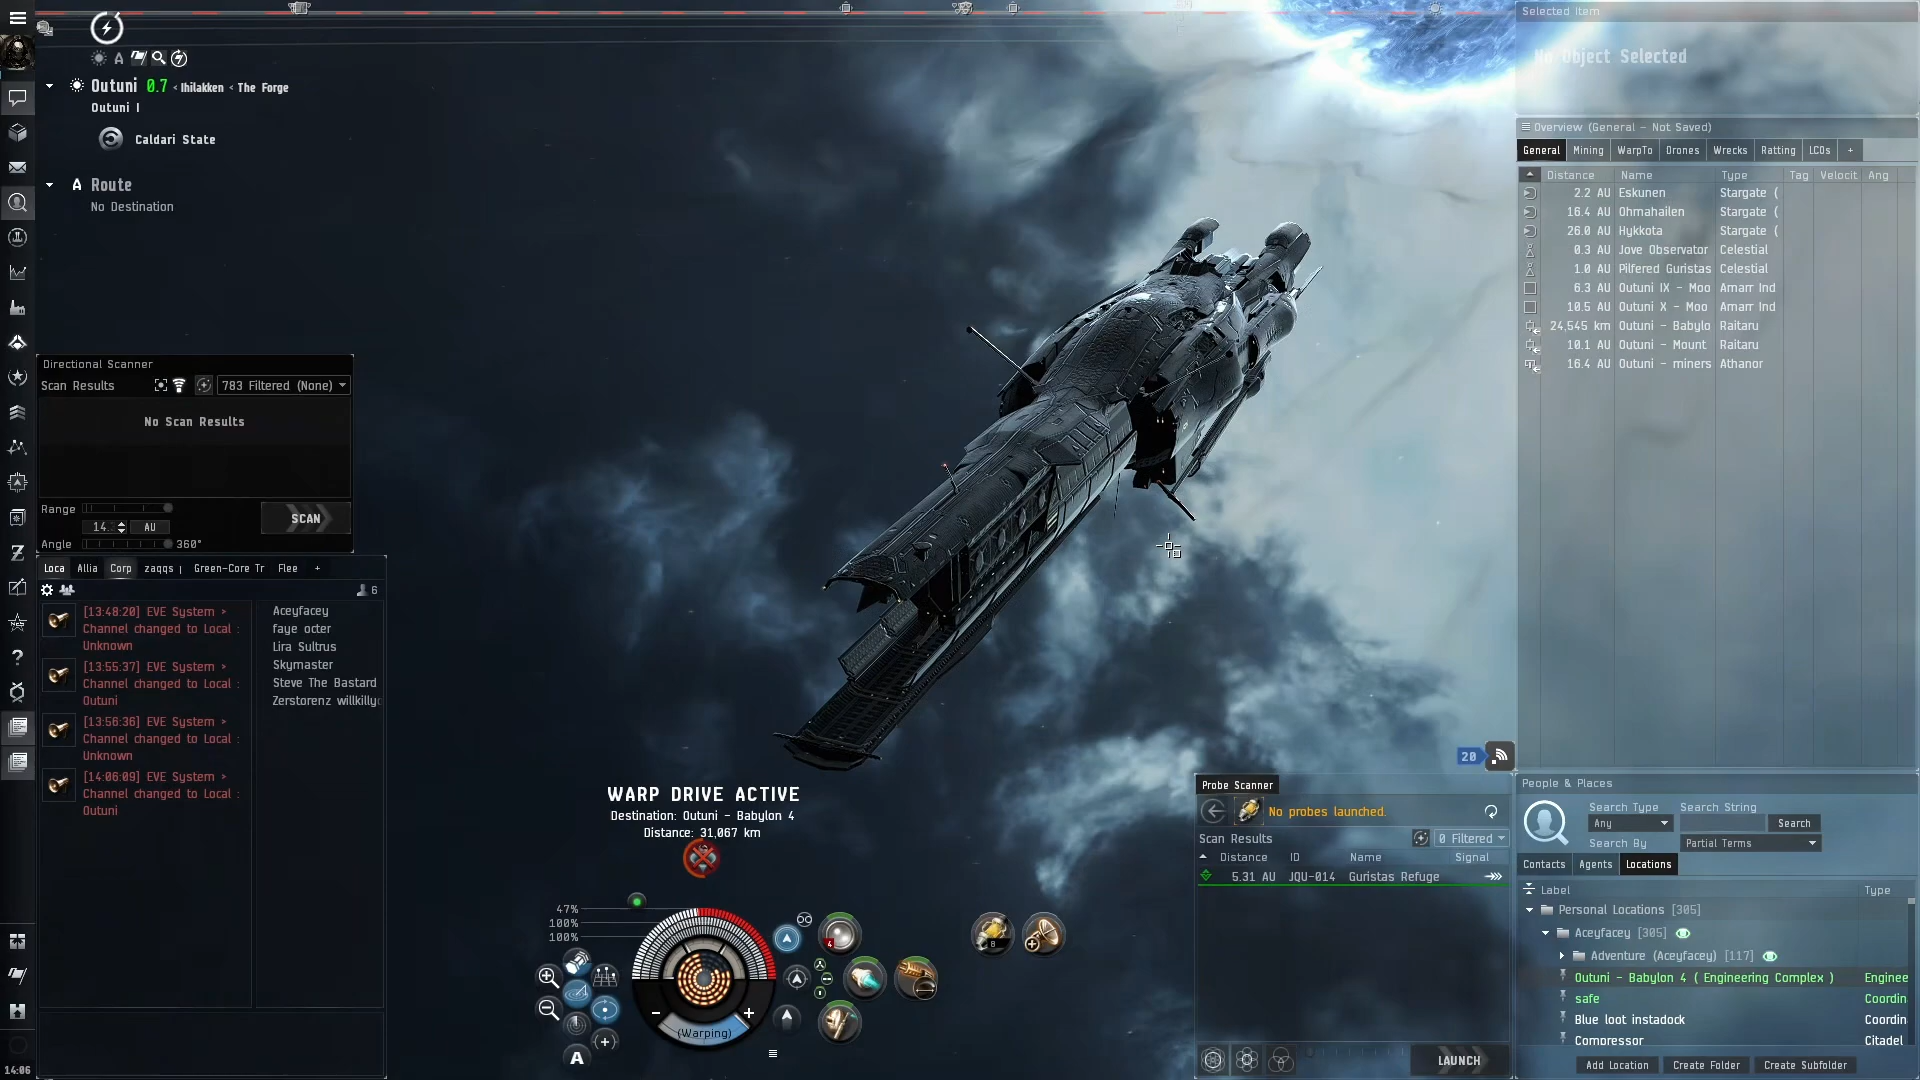 Outuni 0.7 < Ihilakken < The Forge
Outuni I
Caldari State
A Route
No Destination
Directional Scanner
Scan Results
783 Filtered (None)
No Scan Results
Range
14.
AU
SCAN
Angle
360°
Loca Allia Corp zaqqs Green-Core Tr Flee +
6
[13:48:20] EVE System >
Channel changed to Local :
Unknown
[13:55:37] EVE System >
Channel changed to Local :
Outuni
[13:56:36] EVE System >
Channel changed to Local :
Unknown
[14:06:09] EVE System >
Channel changed to Local :
Outuni
Aceyfacey
faye octer
Lira Sultrus
Skymaster
Steve The Bastard
Zerstorenz willkilly
14:06
WARP DRIVE ACTIVE
Destination: Outuni - Babylon 4
Distance: 31,067 km
47%
100%
100%
4
8
(Warping)
A
Selected Item
No Object Selected
Overview (General - Not Saved)
General Mining WarpTo Drones Wrecks Ratting LCOs +
Distance Name Type Tag Velocit Ang
2.2 AU Eskunen Stargate (
16.4 AU Ohmahailen Stargate (
26.0 AU Hykkota Stargate (
0.3 AU Jove Observator Celestial
1.0 AU Pilfered Guristas Celestial
6.3 AU Outuni IX - Moo Amarr Ind
10.5 AU Outuni X - Moo Amarr Ind
24,545 km Outuni - Babylo Raitaru
10.1 AU Outuni - Mount Raitaru
16.4 AU Outuni - miners Athanor
20
Probe Scanner
No probes launched.
Scan Results
0 Filtered
Distance ID Name Signal
5.31 AU JQU-014 Guristas Refuge
LAUNCH
People & Places
Search Type Search String
Any
Search
Search By
Partial Terms
Contacts Agents Locations
Label Type
Personal Locations [305]
Aceyfacey [305]
Adventure (Aceyfacey) [117]
Outuni - Babylon 4 ( Engineering Complex ) Enginee
safe Coordin
Blue loot instadock Coordin
Compressor Citadel
Add Location Create Folder Create Subfolder